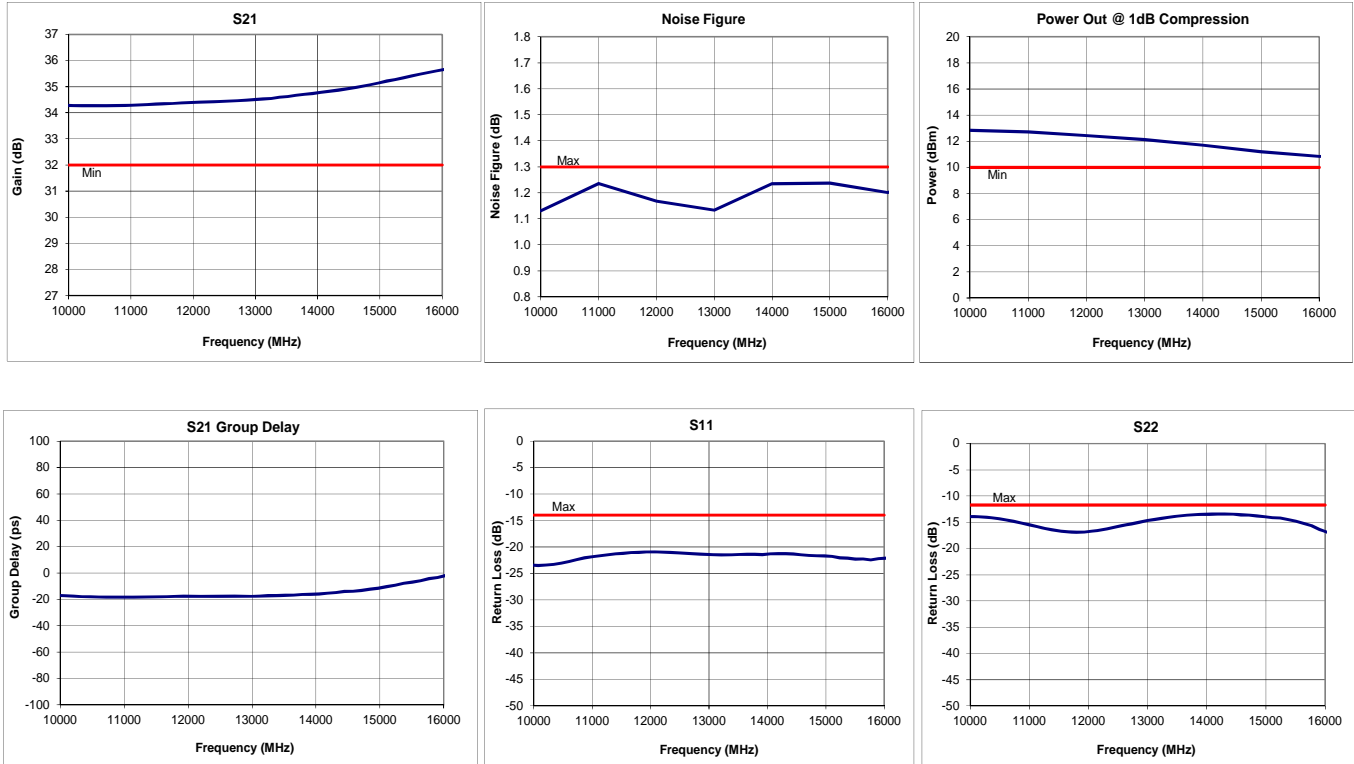 S21
Gain (dB)
37
36
35
34
33
32
31
30
29
28
27
Min
10000 11000 12000 13000 14000 15000 16000
Frequency (MHz)
Noise Figure
Noise Figure (dB)
1.8
1.7
1.6
1.5
1.4
1.3
1.2
1.1
1.0
0.9
0.8
Max
10000 11000 12000 13000 14000 15000 16000
Frequency (MHz)
Power Out @ 1dB Compression
Power (dBm)
20
18
16
14
12
10
8
6
4
2
0
Min
10000 11000 12000 13000 14000 15000 16000
Frequency (MHz)
S21 Group Delay
Group Delay (ps)
100
80
60
40
20
0
-20
-40
-60
-80
-100
10000 11000 12000 13000 14000 15000 16000
Frequency (MHz)
S11
Return Loss (dB)
0
-5
-10
-15
-20
-25
-30
-35
-40
-45
-50
Max
10000 11000 12000 13000 14000 15000 16000
Frequency (MHz)
S22
Return Loss (dB)
0
-5
-10
-15
-20
-25
-30
-35
-40
-45
-50
Max
10000 11000 12000 13000 14000 15000 16000
Frequency (MHz)